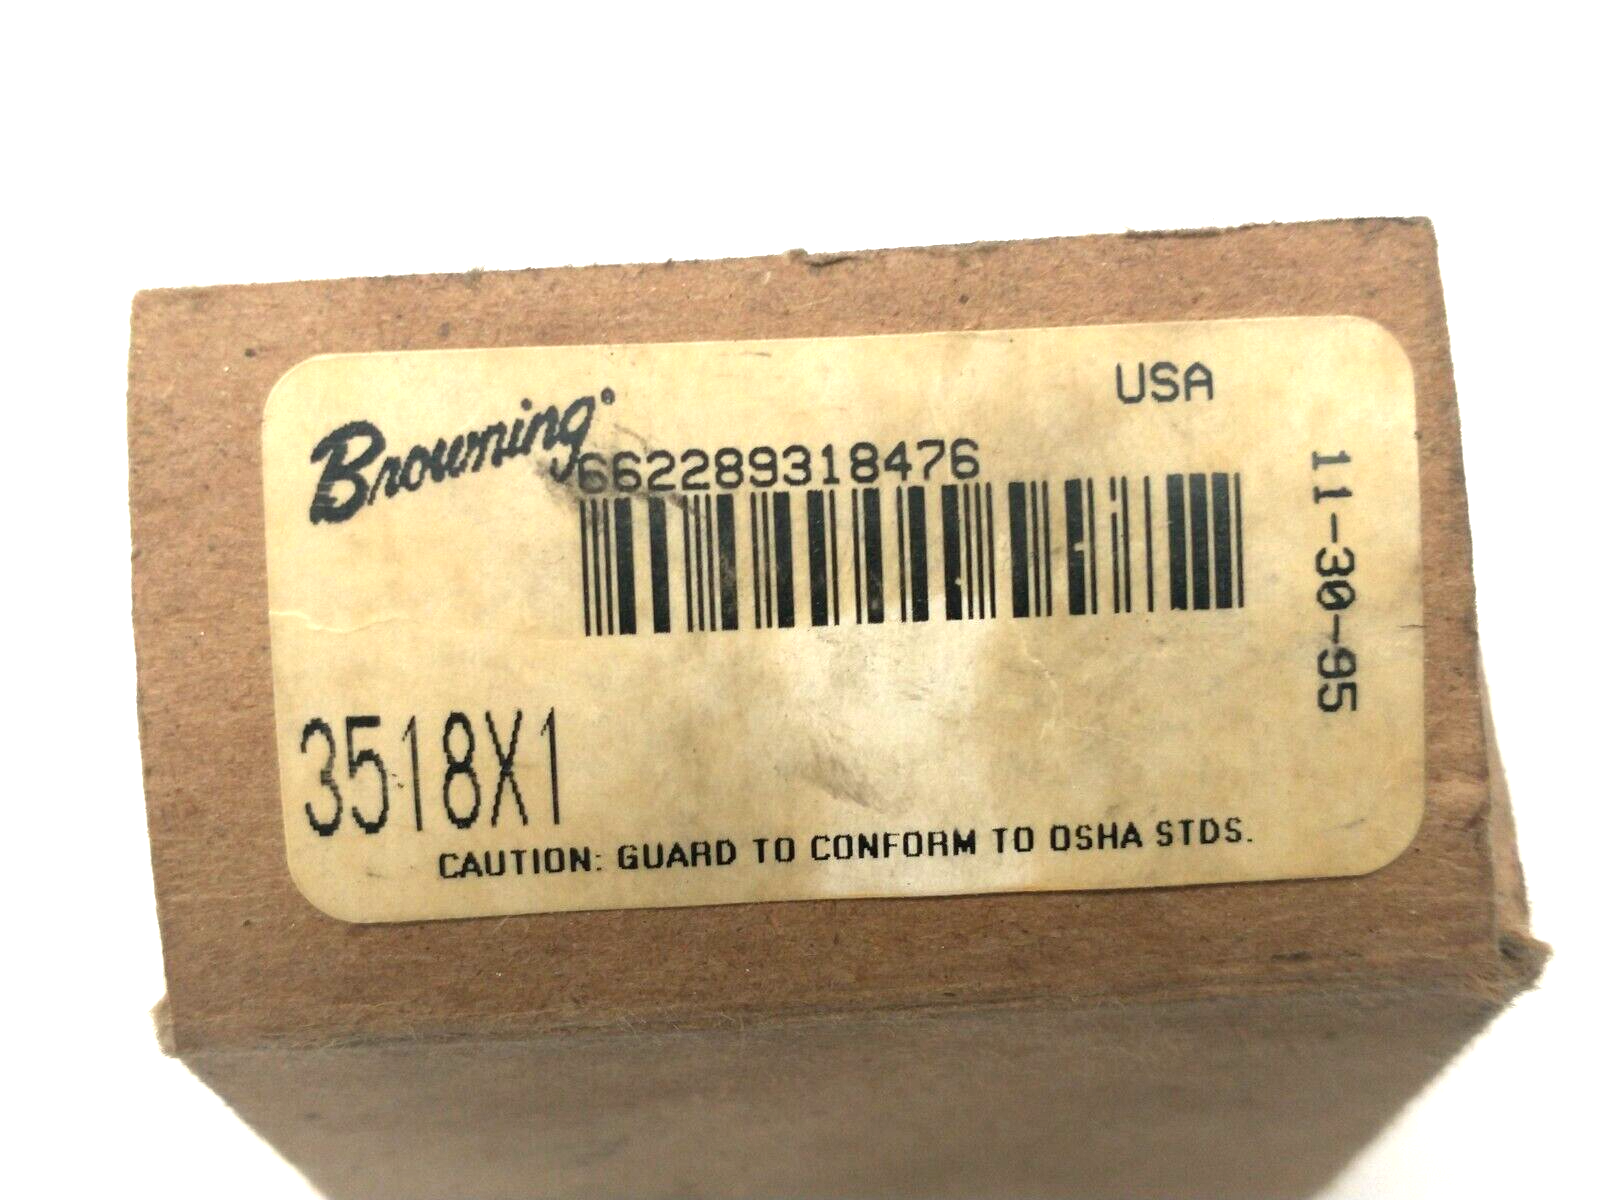 USA
Browning®
662289318476
11-30-95
3518X1
CAUTION: GUARD TO CONFORM TO OSHA STDS.